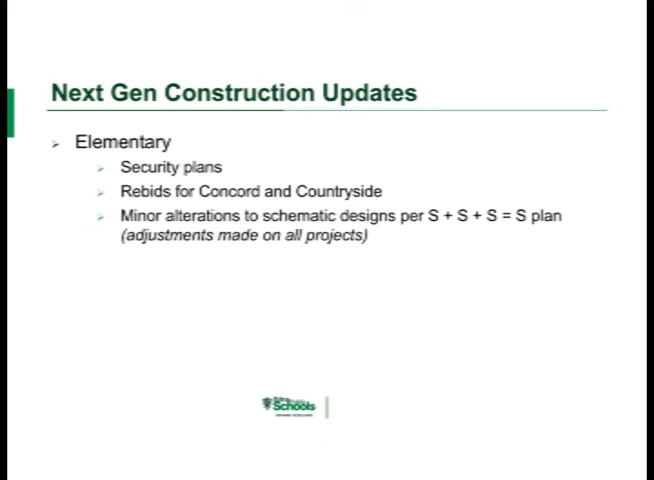 Next Gen Construction Updates
Elementary
Security plans
Rebids for Concord and Countryside
Minor alterations to schematic designs per S + S + S = S plan
(adjustments made on all projects)
Schools